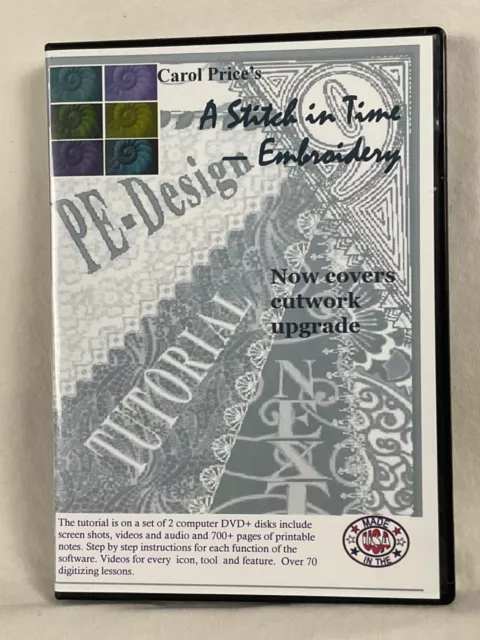 Carol Price's
A Stitch in Time
— Embroidery
PE-Design
Now covers
cutwork
upgrade
TUTORIAL
NEXT
The tutorial is on a set of 2 computer DVD+ disks include
screen shots, videos and audio and 700+ pages of printable
notes. Step by step instructions for each function of the
software. Videos for every icon, tool and feature. Over 70
digitizing lessons.
MADE
USA
IN THE